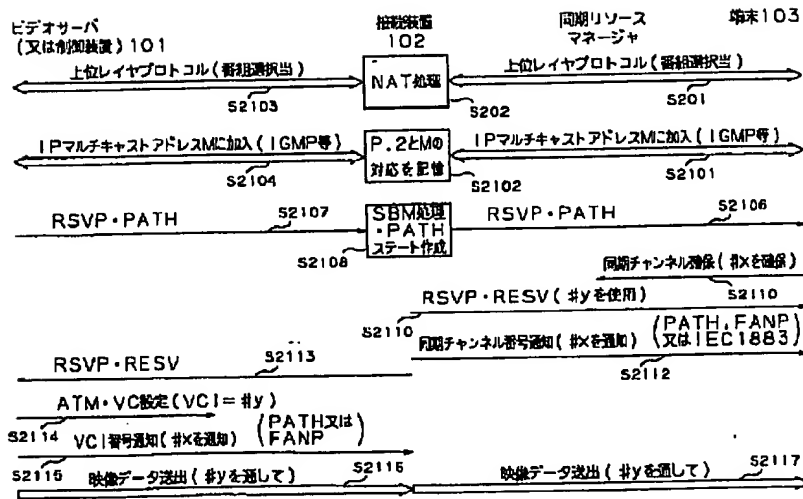 ビデオサーバ
(又は制御装置)101
接続装置
102
同期リソース
マネージャ
端末103
上位レイヤプロトコル(番組選択当)
S2103
NAT処理
S202
上位レイヤプロトコル(番組選択当)
S201
IPマルチキャストアドレスMに加入(IGMP等)
S2104
P.2とMの
対応を記憶
S2102
IPマルチキャストアドレスMに加入(IGMP等)
S2101
RSVP・PATH
S2107
SBM処理
・PATH
ステート作成
S2108
RSVP・PATH
S2106
同期チャンネル確保(#xを確保)
S2110
RSVP・RESV(#yを使用)
S2110
同期チャンネル番号通知(#xを通知)
(PATH,FANP
又はIEC1883)
S2112
RSVP・RESV
S2113
ATM・VC設定(VCI=#y)
S2114
VCI番号通知(#xを通知)
(PATH又は
FANP)
S2115
映像データ送出(#yを通して)
S2116
映像データ送出(#yを通して)
S2117